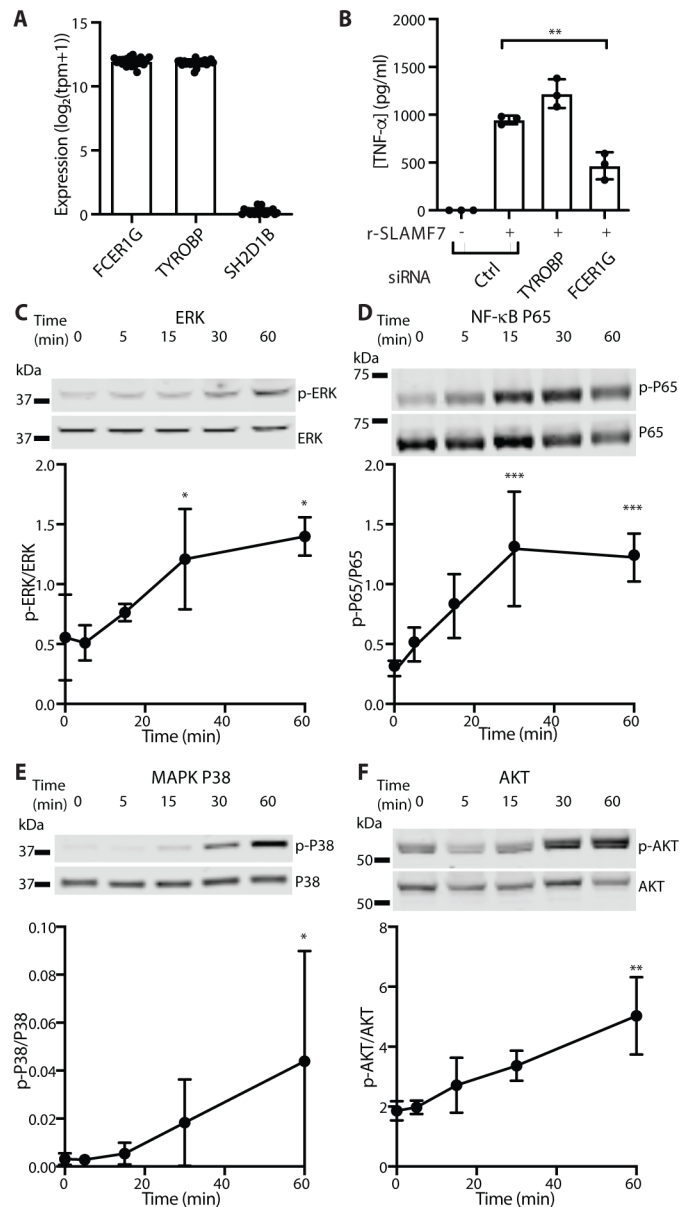 A
Expression (log2(tpm+1))
15
10
5
0
FCER1G
TYROBP
SH2D1B
B
**
[TNF-α] (pg/ml)
2000
1500
1000
500
0
r-SLAMF7 - + + +
siRNA
Ctrl
TYROBP
FCER1G
C
ERK
Time (min) 0 5 15 30 60
kDa
37 p-ERK
37 ERK
p-ERK/ERK
2.0
1.5
1.0
0.5
0.0
* *
0 20 40 60
Time (min)
D
NF-κB P65
Time (min) 0 5 15 30 60
kDa
75 p-P65
75 P65
p-P65/P65
2.0
1.5
1.0
0.5
0.0
*** ***
0 20 40 60
Time (min)
E
MAPK P38
Time (min) 0 5 15 30 60
kDa
37 p-P38
37 P38
p-P38/P38
0.10
0.08
0.06
0.04
0.02
0.00
*
0 20 40 60
Time (min)
F
AKT
Time (min) 0 5 15 30 60
kDa
50 p-AKT
50 AKT
p-AKT/AKT
8
6
4
2
0
**
0 20 40 60
Time (min)